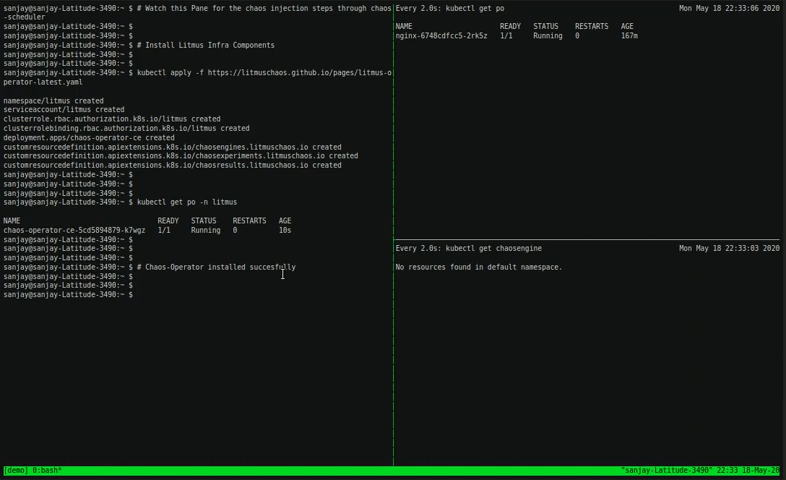 sanjay@sanjay-Latitude-3490:~ $ # Watch this Pane for the chaos injection steps through chaos
-scheduler
sanjay@sanjay-Latitude-3490:~ $
sanjay@sanjay-Latitude-3490:~ $ # Install Litmus Infra Components
sanjay@sanjay-Latitude-3490:~ $
sanjay@sanjay-Latitude-3490:~ $
sanjay@sanjay-Latitude-3490:~ $ kubectl apply -f https://litmuschaos.github.io/pages/litmus-o
perator-latest.yaml
namespace/litmus created
serviceaccount/litmus created
clusterrole.rbac.authorization.k8s.io/litmus created
clusterrolebinding.rbac.authorization.k8s.io/litmus created
deployment.apps/chaos-operator-ce created
customresourcedefinition.apiextensions.k8s.io/chaosengines.litmuschaos.io created
customresourcedefinition.apiextensions.k8s.io/chaosexperiments.litmuschaos.io created
customresourcedefinition.apiextensions.k8s.io/chaosresults.litmuschaos.io created
sanjay@sanjay-Latitude-3490:~ $
sanjay@sanjay-Latitude-3490:~ $
sanjay@sanjay-Latitude-3490:~ $
sanjay@sanjay-Latitude-3490:~ $ kubectl get po -n litmus
NAME READY STATUS RESTARTS AGE
chaos-operator-ce-5cd5894879-k7wgz 1/1 Running 0 10s
sanjay@sanjay-Latitude-3490:~ $
sanjay@sanjay-Latitude-3490:~ $
sanjay@sanjay-Latitude-3490:~ $
sanjay@sanjay-Latitude-3490:~ $ # Chaos-Operator installed succesfully
sanjay@sanjay-Latitude-3490:~ $
sanjay@sanjay-Latitude-3490:~ $
sanjay@sanjay-Latitude-3490:~ $
Every 2.0s: kubectl get po Mon May 18 22:33:06 2020
NAME READY STATUS RESTARTS AGE
nginx-6748cdfcc5-2rk5z 1/1 Running 0 167m
Every 2.0s: kubectl get chaosengine Mon May 18 22:33:03 2020
No resources found in default namespace.
[demo] 0:bash* "sanjay-Latitude-3490" 22:33 18-May-20